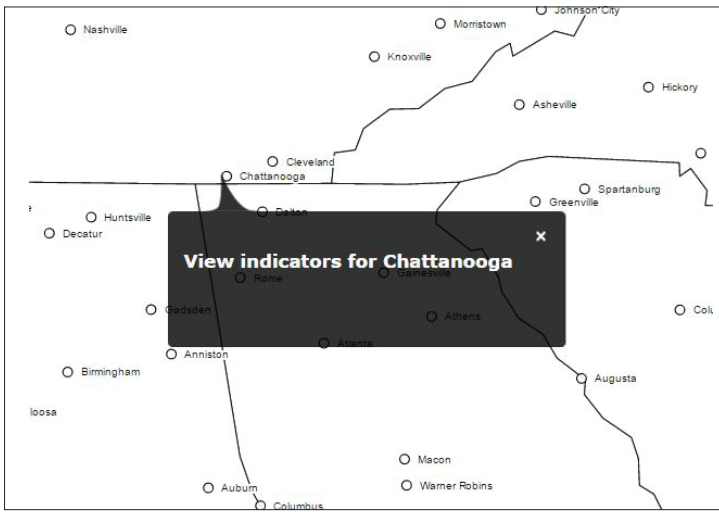 Johnson City
Morristown
Nashville
Knoxville
Hickory
Asheville
Cleveland
Chattanooga
Spartanburg
Greenville
Dalton
Huntsville
Decatur
×
View indicators for Chattanooga
Gainesville
Rome
Gadsden
Colu
Athens
Atlanta
Anniston
Birmingham
Augusta
loosa
Macon
Warner Robins
Auburn
Columbus